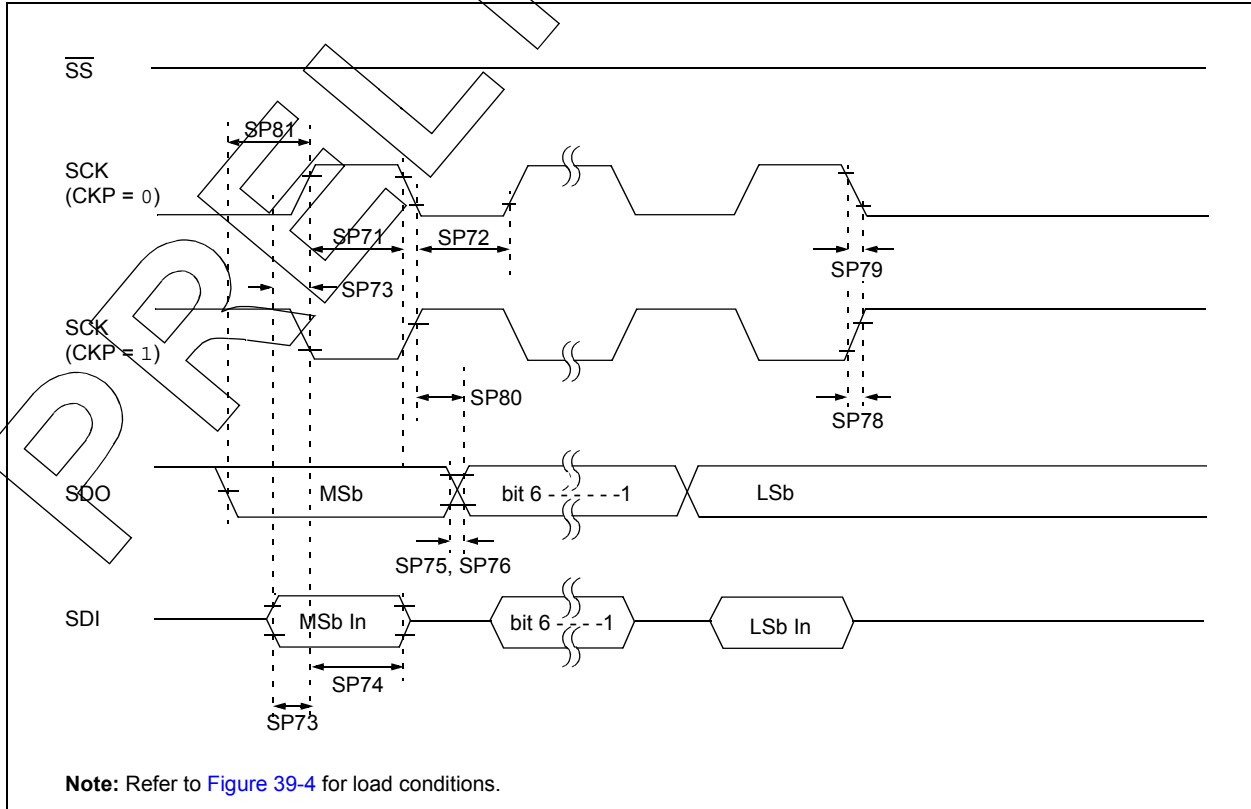 SS
SP81
SCK
(CKP = 0)
SP71
SP72
SP79
SP73
SCK
(CKP = 1)
SP80
SP78
SDO
MSb
bit 6 - - - - - - -1
LSb
SP75, SP76
SDI
MSb In
bit 6 - - - - -1
LSb In
SP74
SP73
Note: Refer to Figure 39-4 for load conditions.
PREL